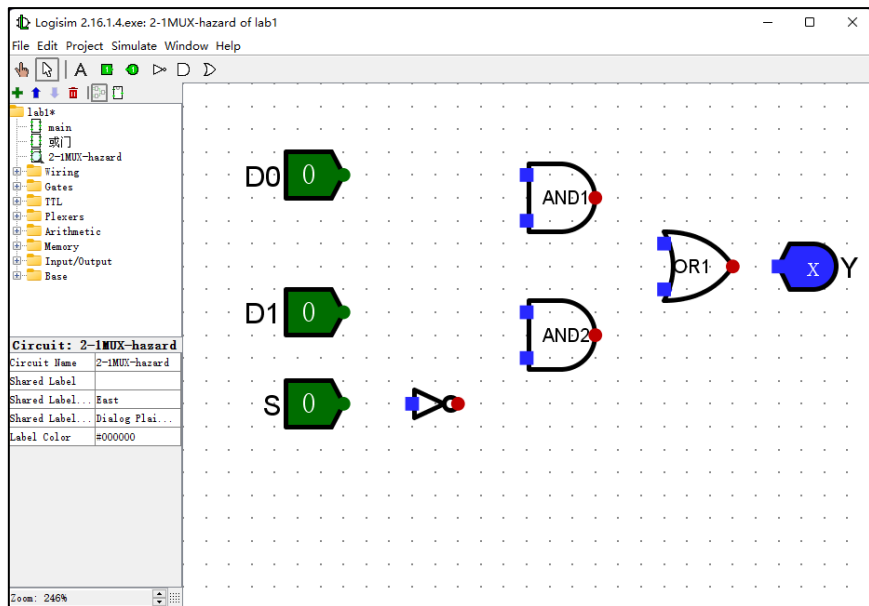 Logisim 2.16.1.4.exe: 2-1MUX-hazard of lab1
File Edit Project Simulate Window Help
A
lab1*
main
或门
2-1MUX-hazard
Wiring
Gates
TTL
Plexers
Arithmetic
Memory
Input/Output
Base
Circuit: 2-1MUX-hazard
Circuit Name 2-1MUX-hazard
Shared Label
Shared Label... East
Shared Label... Dialog Plai...
Label Color #000000
Zoom: 246%
D0 0
AND1
OR1
x Y
D1 0
AND2
S 0